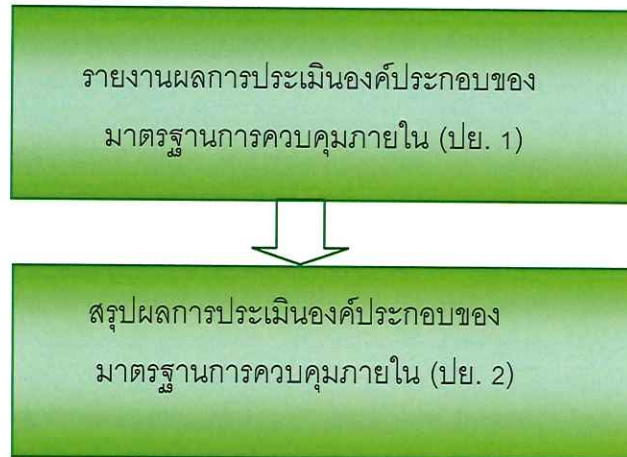 รายงานผลการประเมินองค์ประกอบของ
มาตรฐานการควบคุมภายใน (ปย. 1)
สรุปผลการประเมินองค์ประกอบของ
มาตรฐานการควบคุมภายใน (ปย. 2)